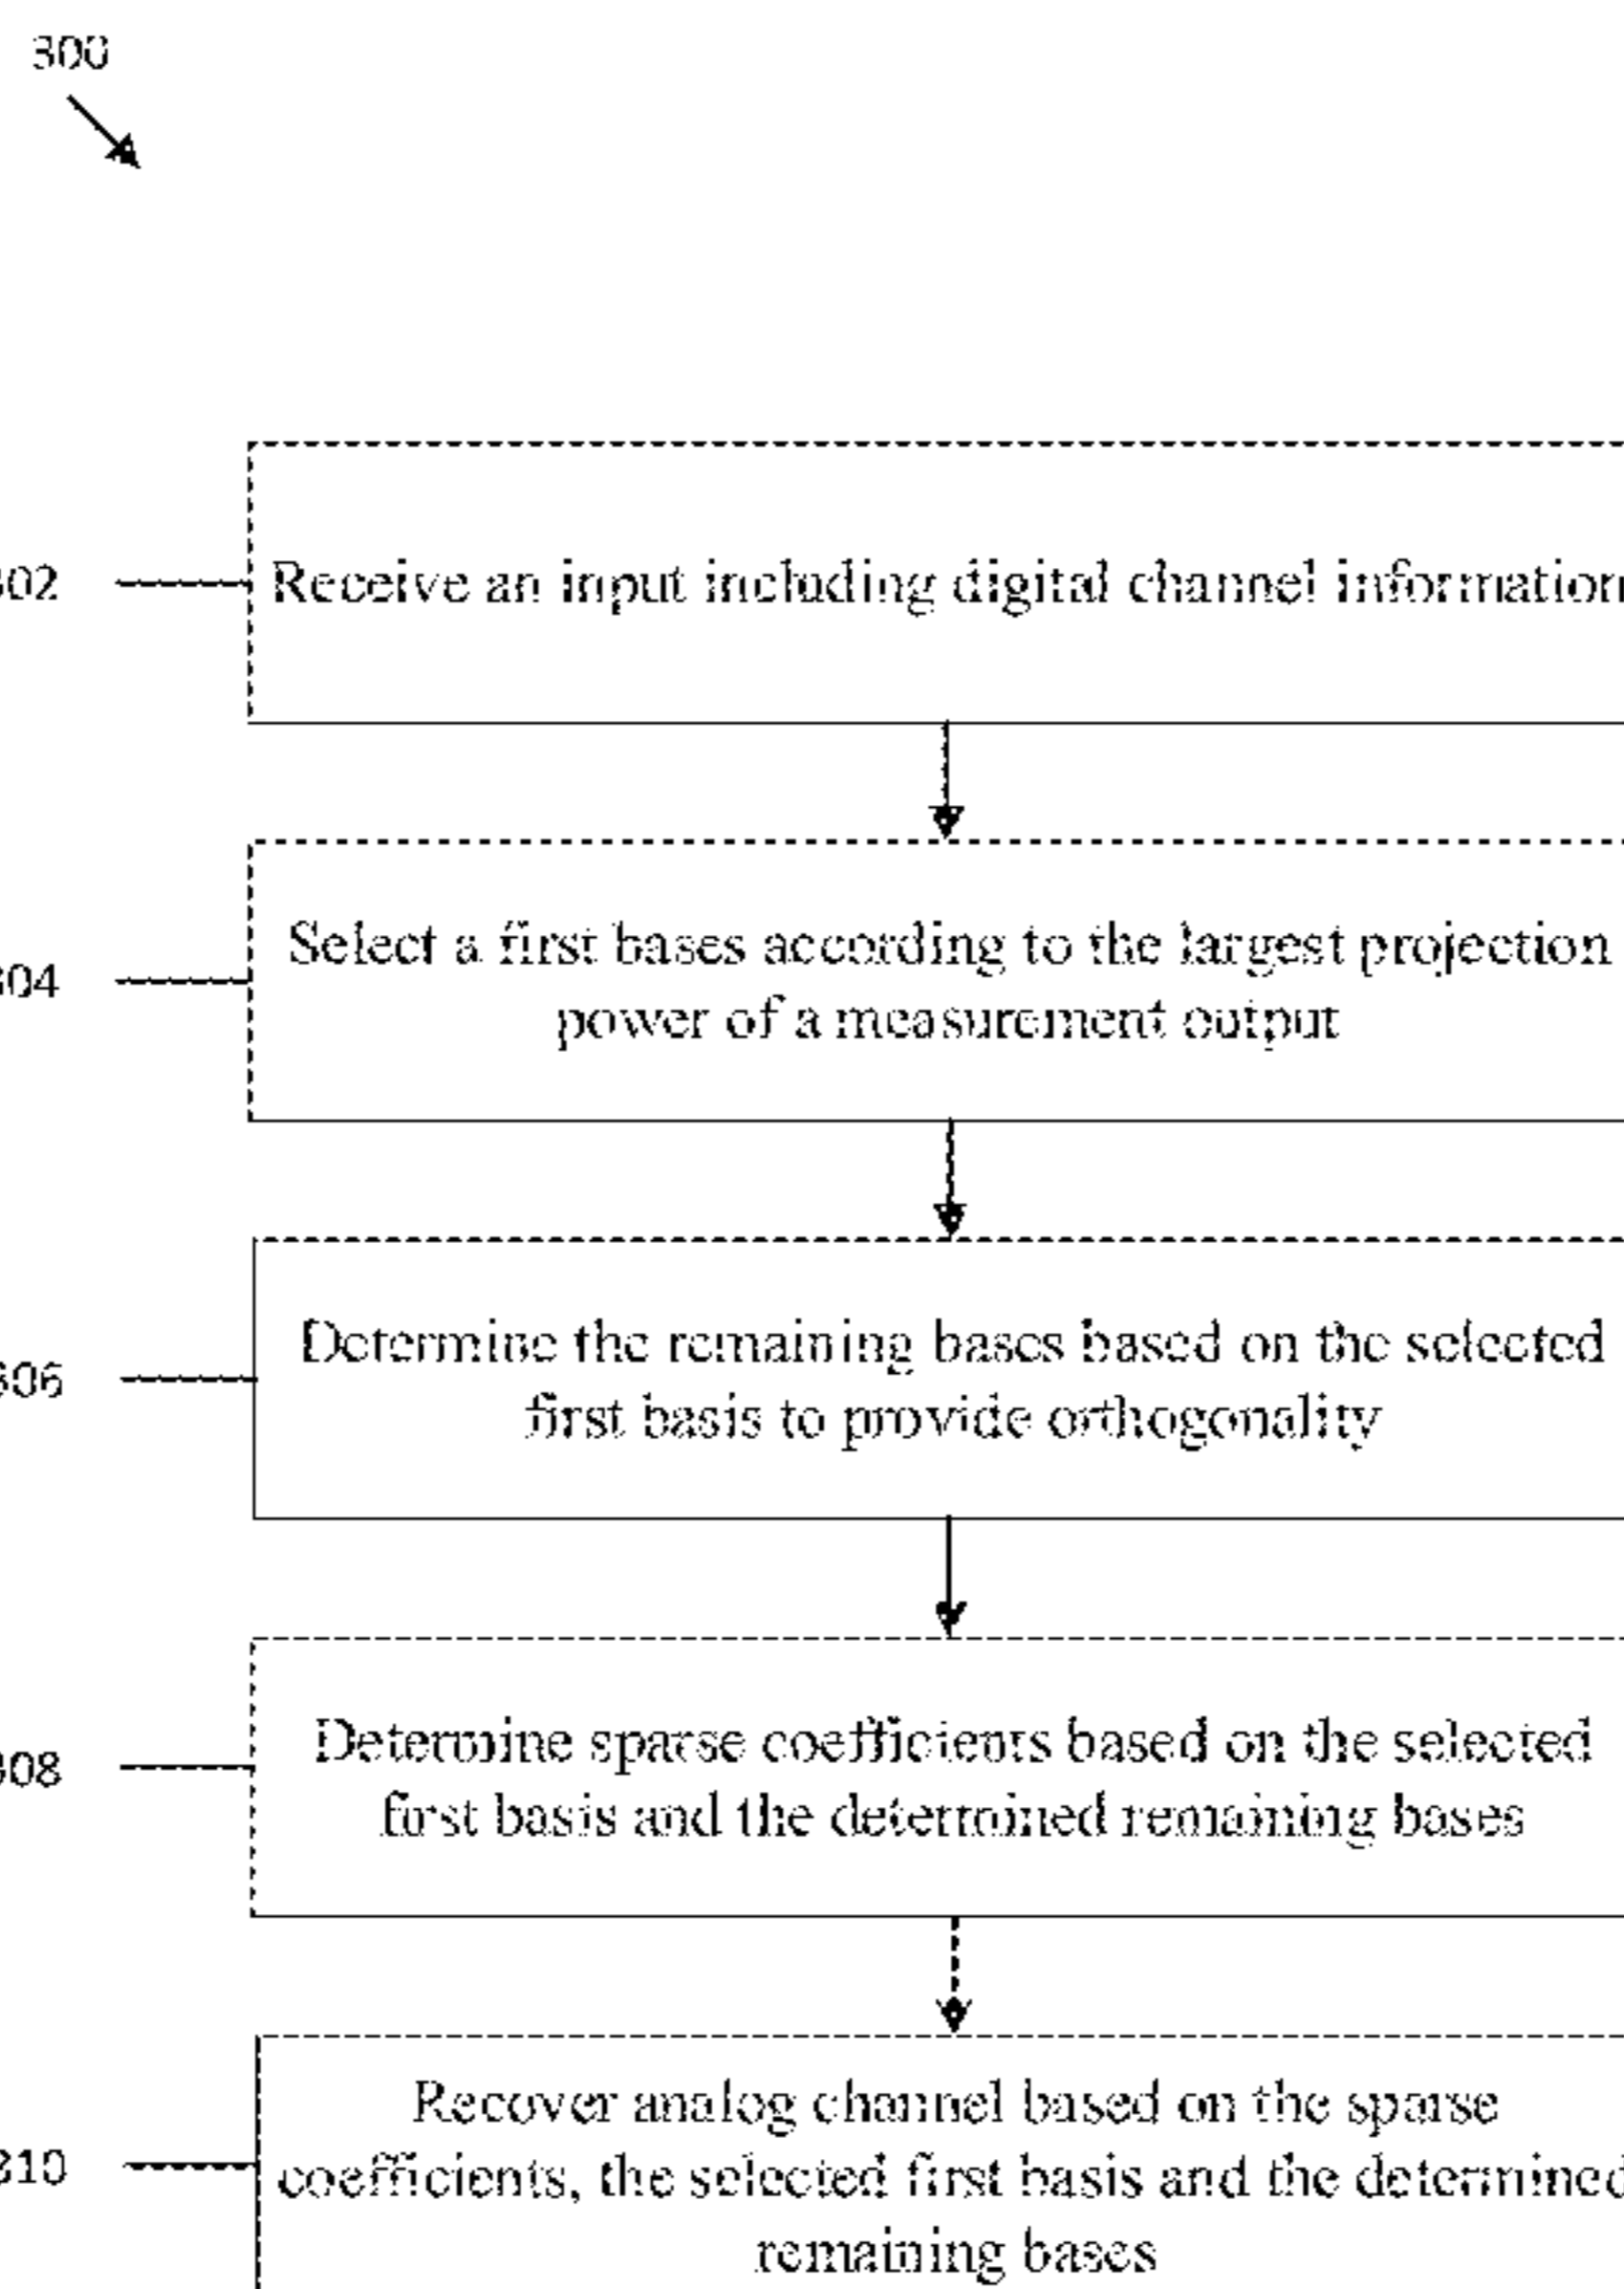 300
302
Receive an input including digital channel information
304
Select a first bases according to the largest projection
power of a measurement output
306
Determine the remaining bases based on the selected
first basis to provide orthogonality
308
Determine sparse coefficients based on the selected
first basis and the determined remaining bases
310
Recover analog channel based on the sparse
coefficients, the selected first basis and the determined
remaining bases